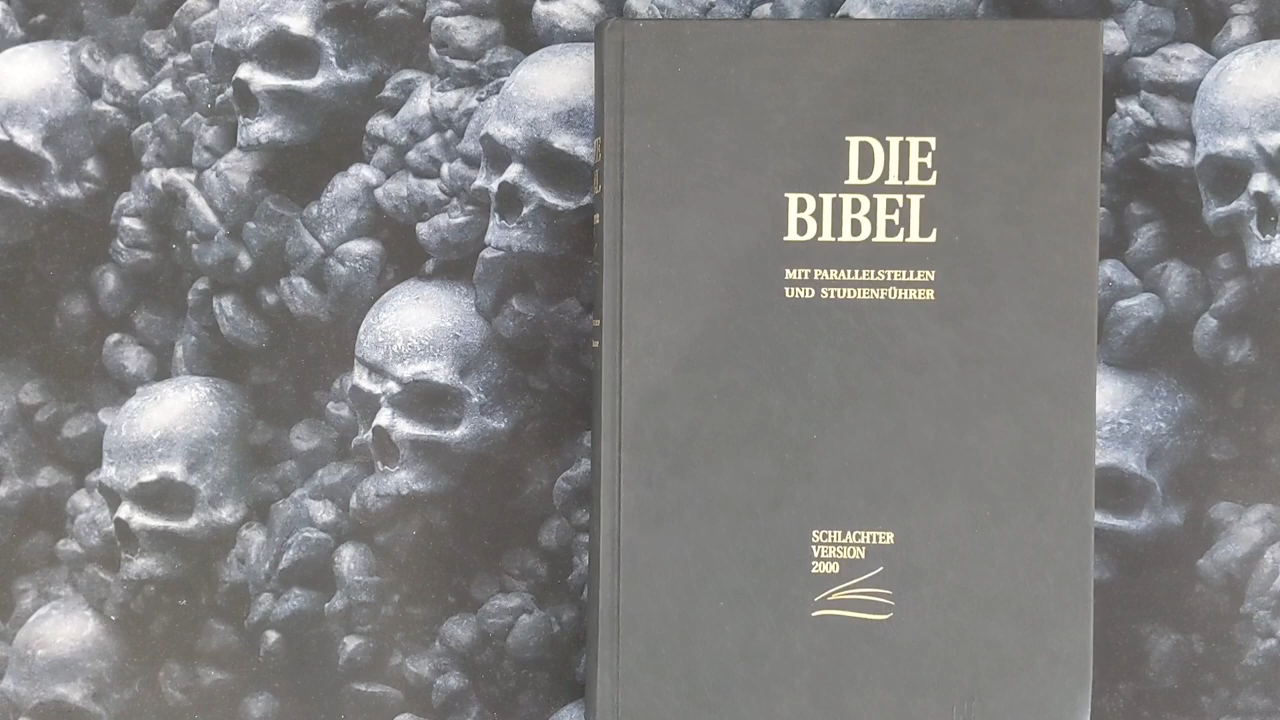 DIE
BIBEL
MIT PARALLELSTELLEN
UND STUDIENFÜHRER
SCHLACHTER
VERSION
2000